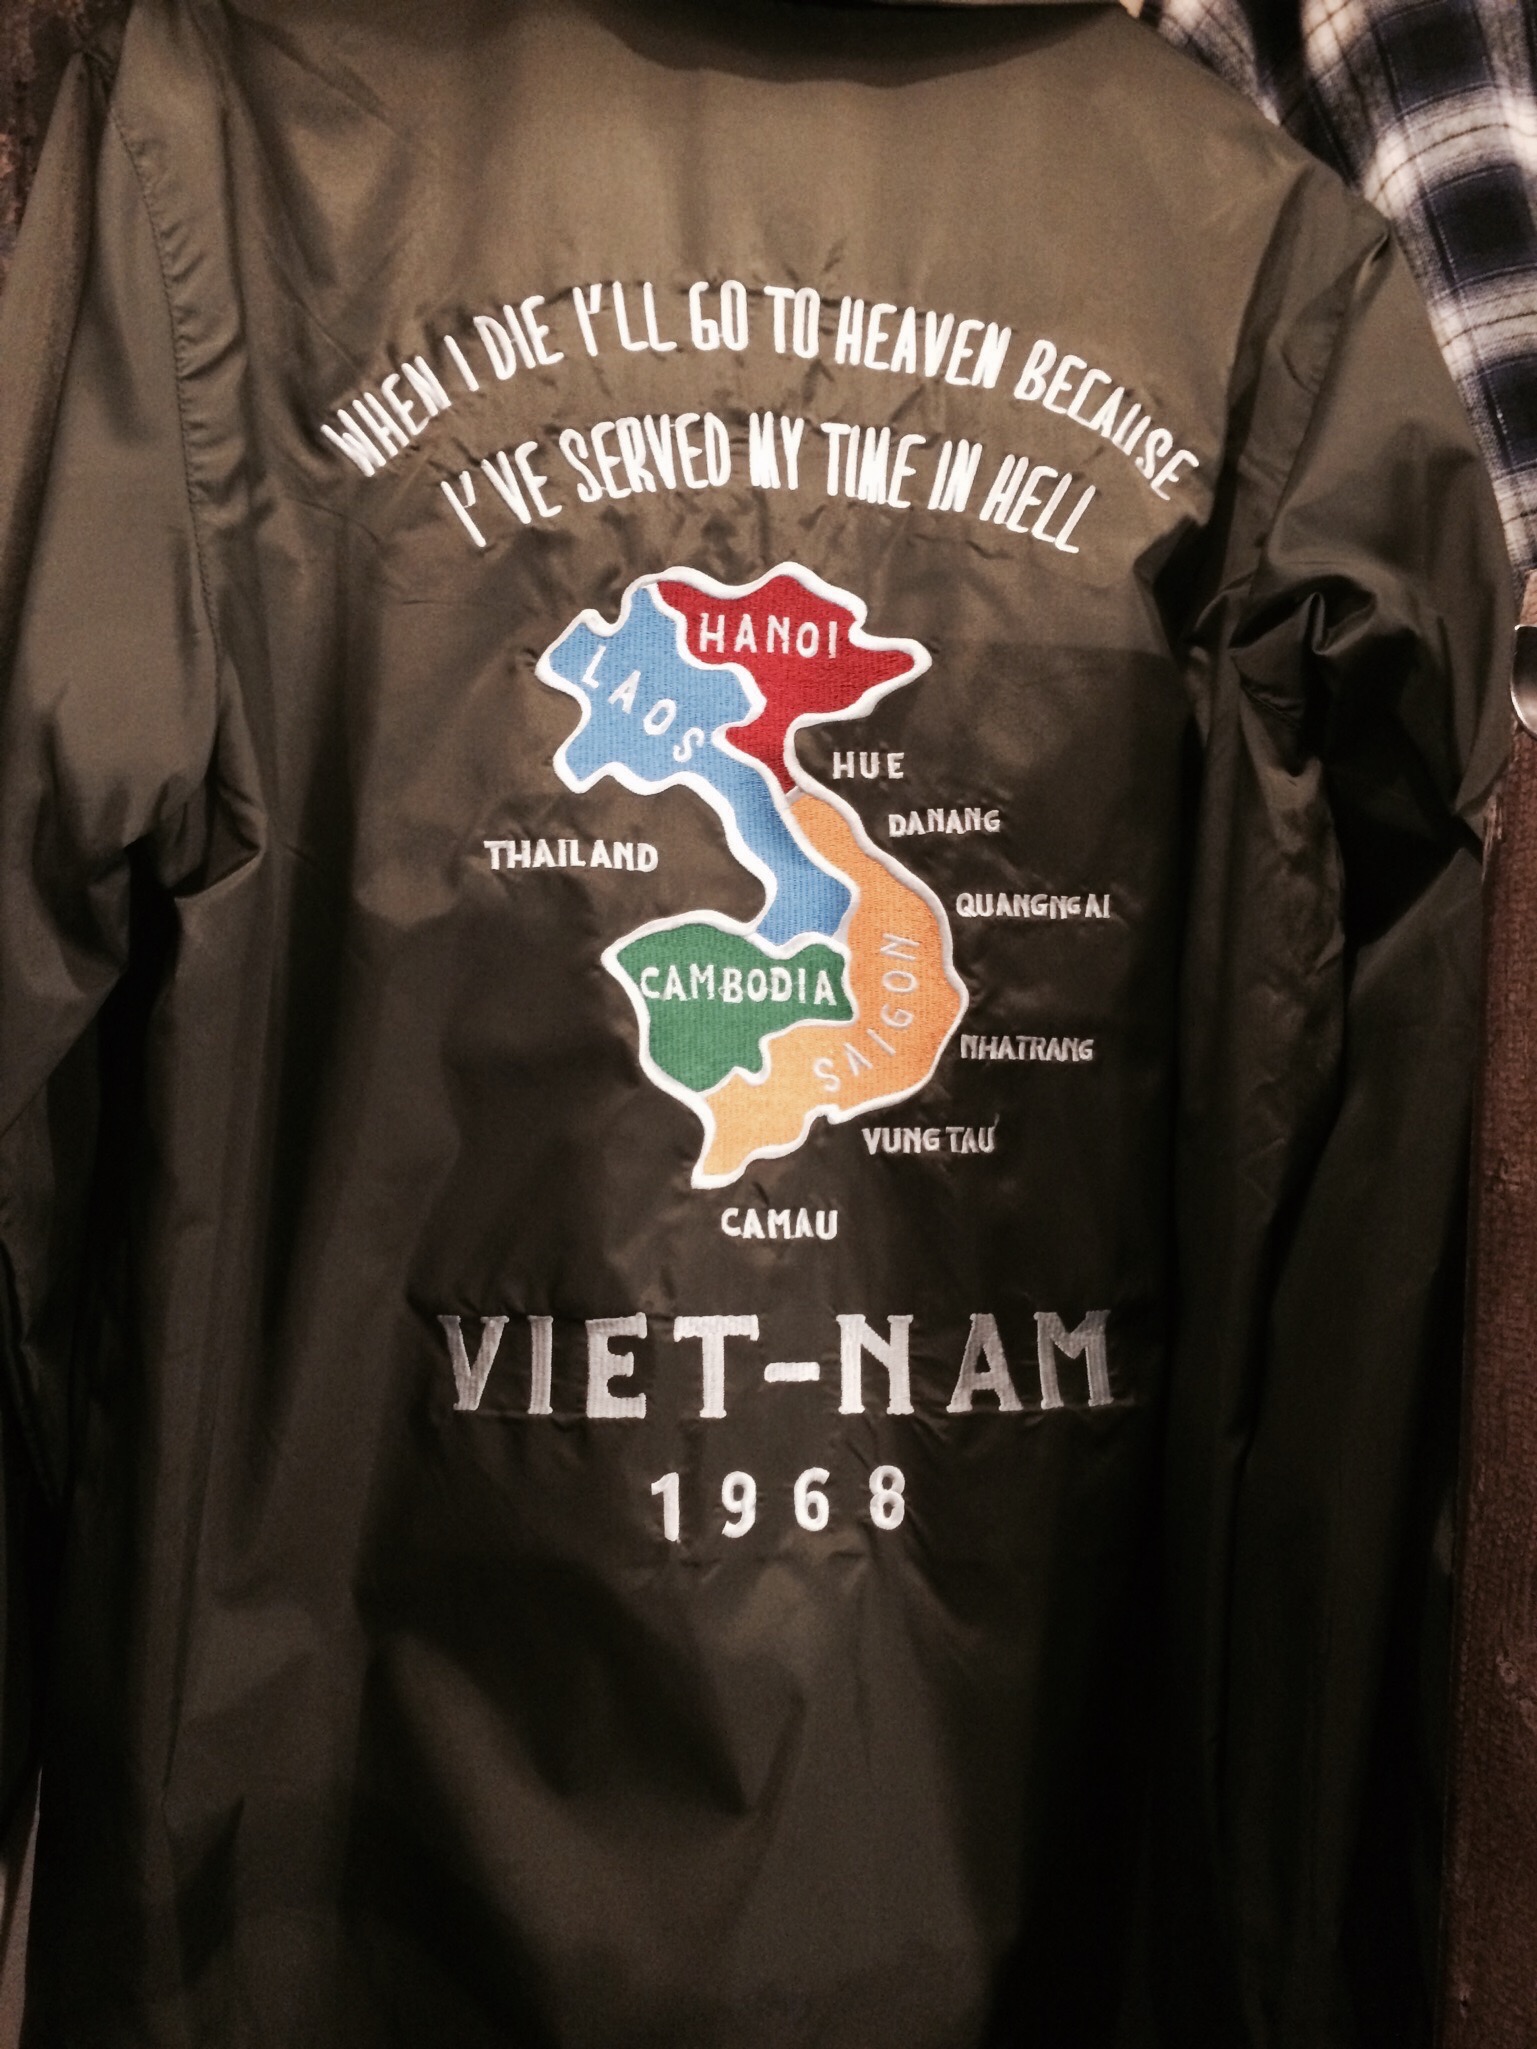 WHEN I DIE I'LL GO TO HEAVEN BECAUSE
I'VE SERVED MY TIME IN HELL
HANOI
LAOS
HUE
DANANG
THAILAND
QUANGNGAI
CAMBODIA
SAIGON
NHATRANG
VUNG TAU
CAMAU
VIET-NAM
1968